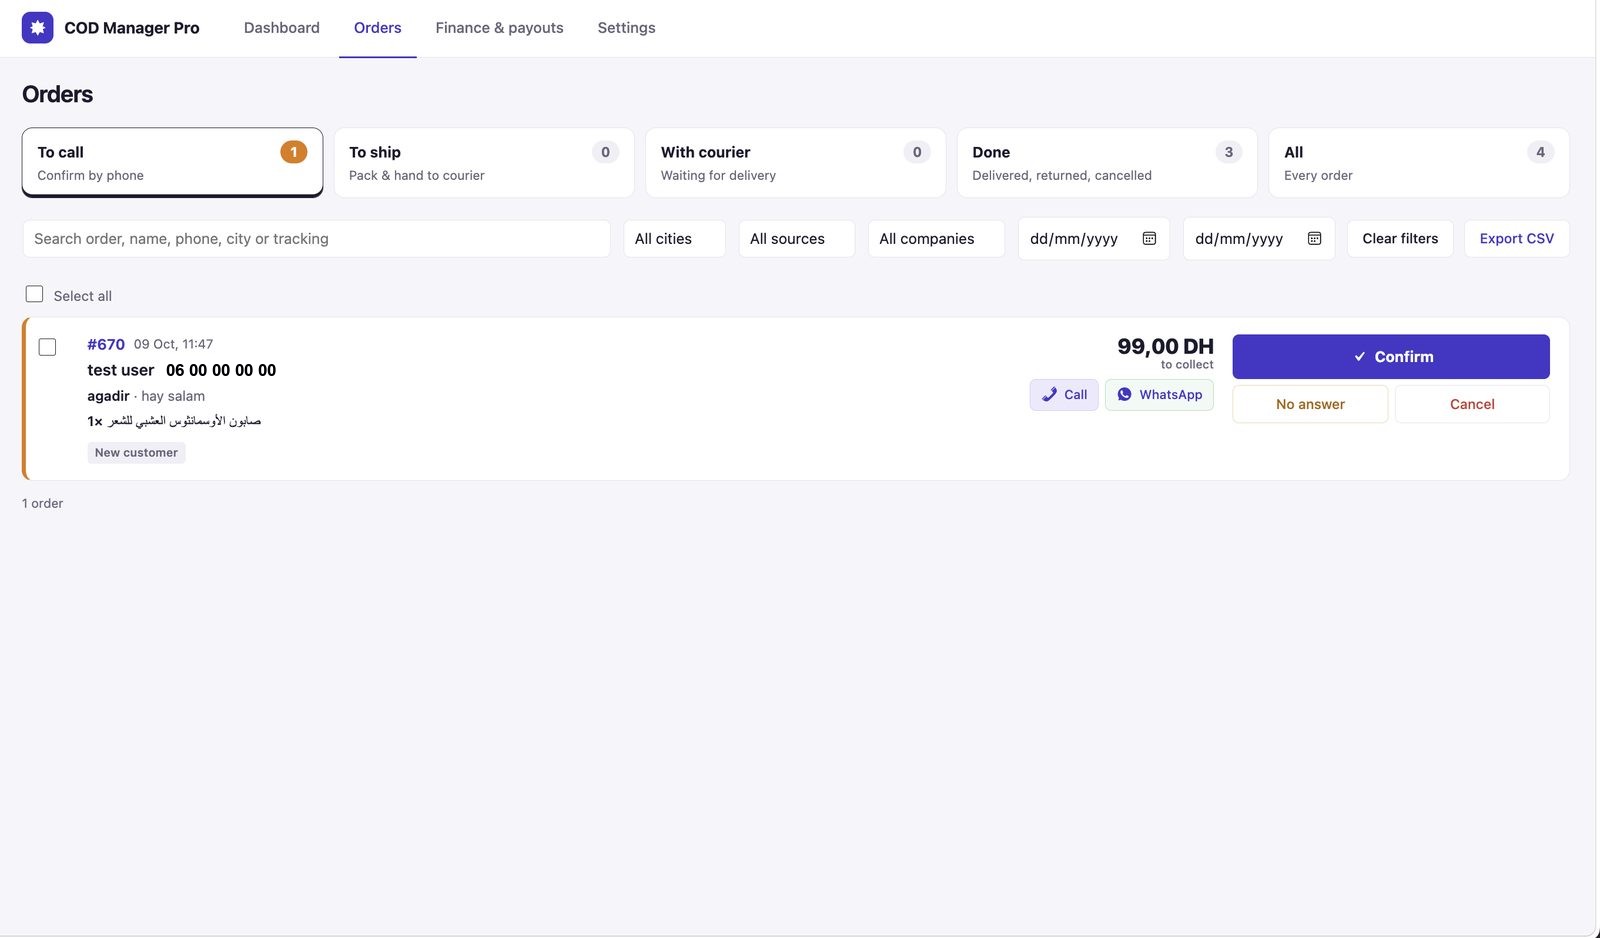 COD Manager Pro
Dashboard
Orders
Finance & payouts
Settings
Orders
To call 1
Confirm by phone
To ship 0
Pack & hand to courier
With courier 0
Waiting for delivery
Done 3
Delivered, returned, cancelled
All 4
Every order
Search order, name, phone, city or tracking
All cities
All sources
All companies
dd/mm/yyyy
dd/mm/yyyy
Clear filters
Export CSV
Select all
#670 09 Oct, 11:47
test user 06 00 00 00 00
agadir · hay salam
1× صابون الأوسمانثوس العشبي للشعر
New customer
99,00 DH
to collect
Call
WhatsApp
✓ Confirm
No answer
Cancel
1 order